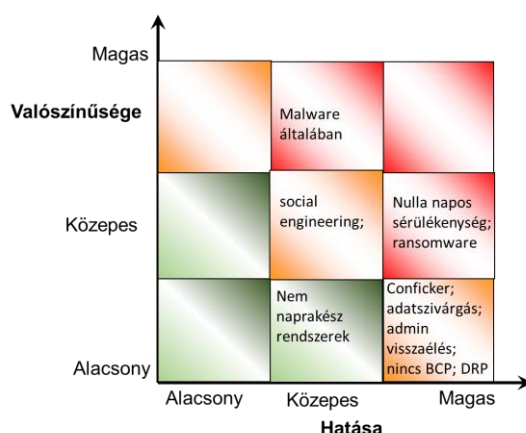 Magas
Valószínűsége
Malware
általában
Közepes
social
engineering;
Nulla napos
sérülékenység;
ransomware
Nem
naprakész
rendszerek
Conficker;
adatszivárgás;
admin
visszaélés;
nincs BCP; DRP
Alacsony
Alacsony
Közepes
Magas
Hatása